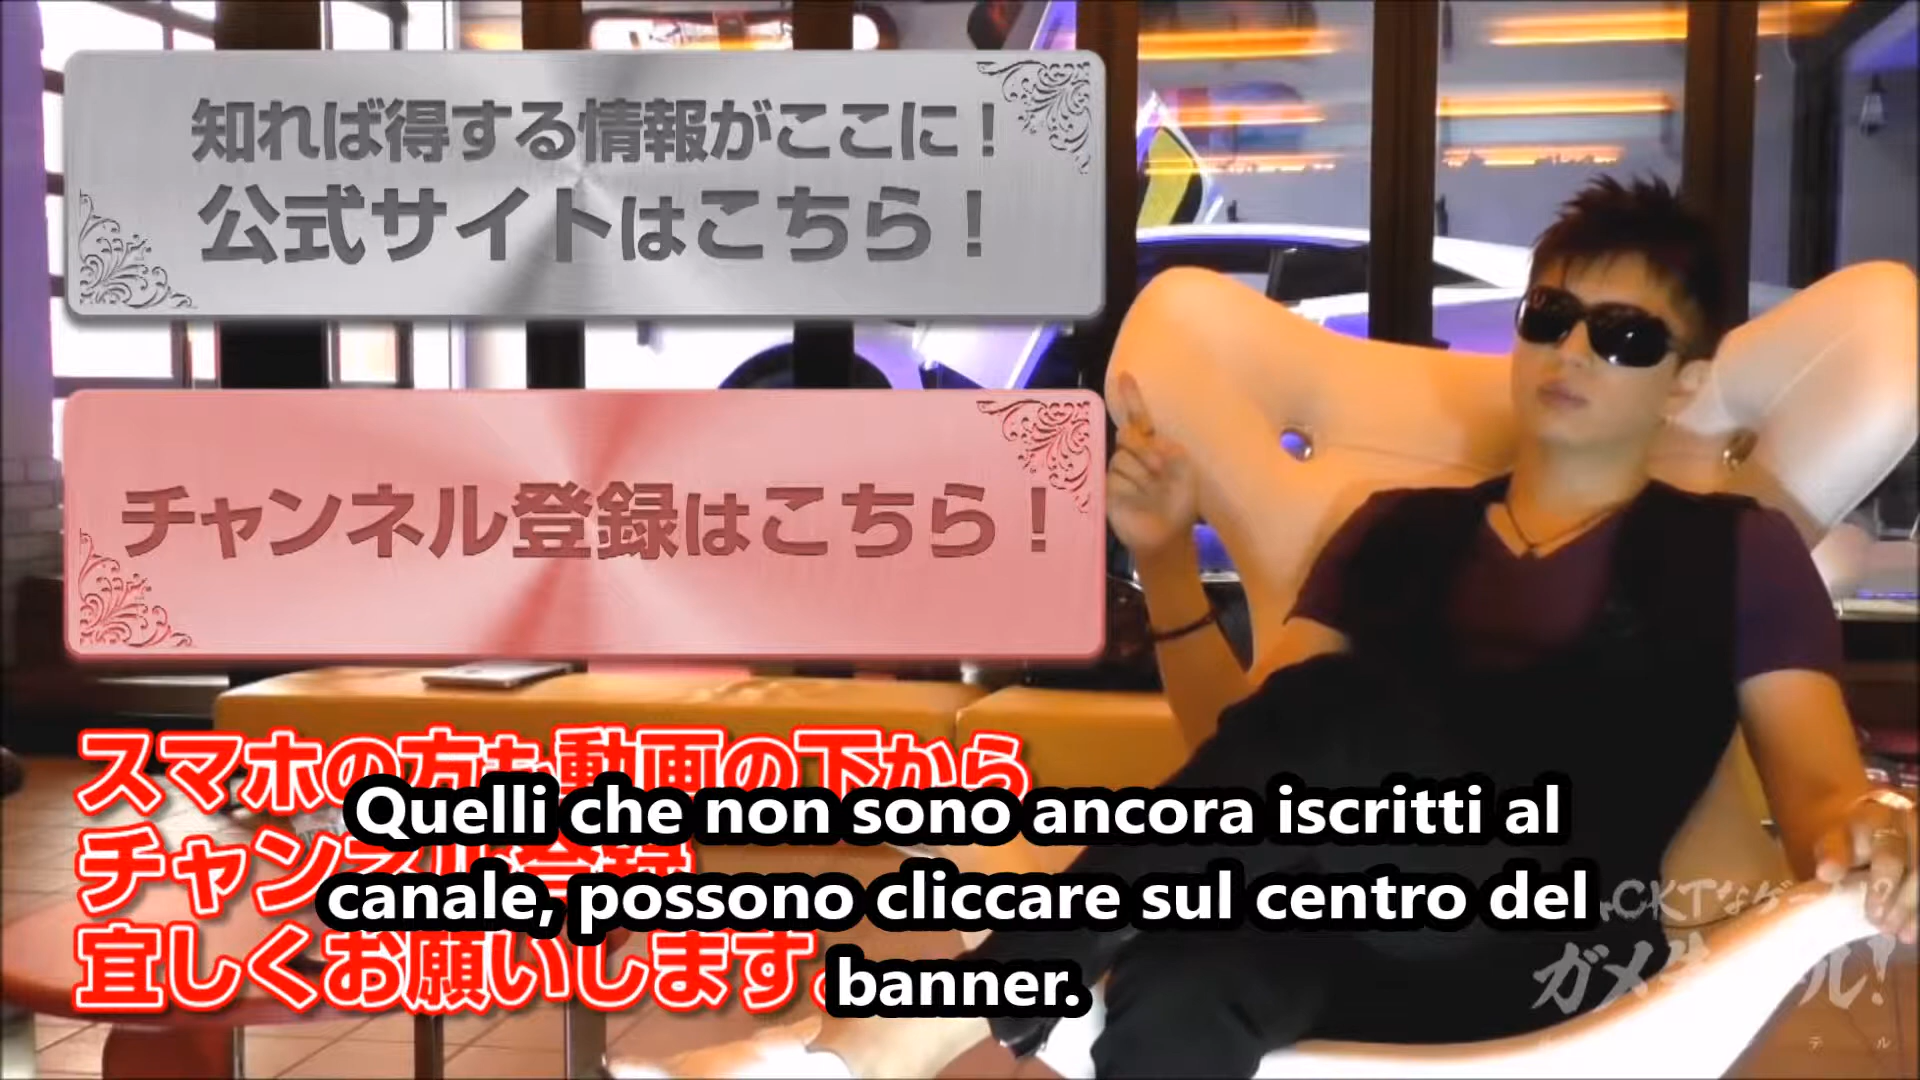 知れば得する情報がここに！
公式サイトはこちら！
チャンネル登録はこちら！
スマホの方も動画の下から
チャンネル登録
宜しくお願いします。
Quelli che non sono ancora iscritti al
canale, possono cliccare sul centro del
banner.